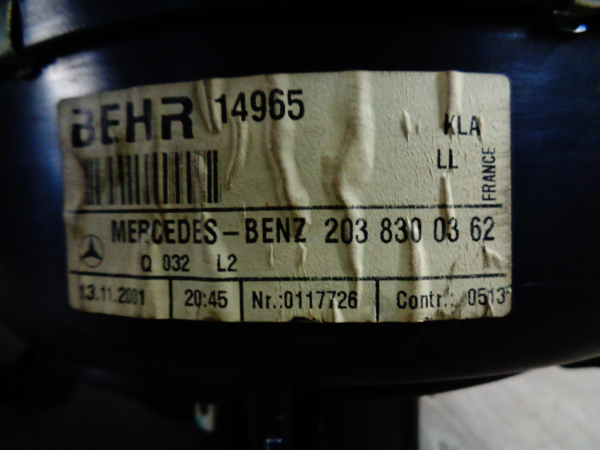 BEHR 14965
KLA
LL
FRANCE
MERCEDES-BENZ 203 830 03 62
Q 032 L2
13.11.2001 20:45 Nr.:0117726 Contr.: 0513